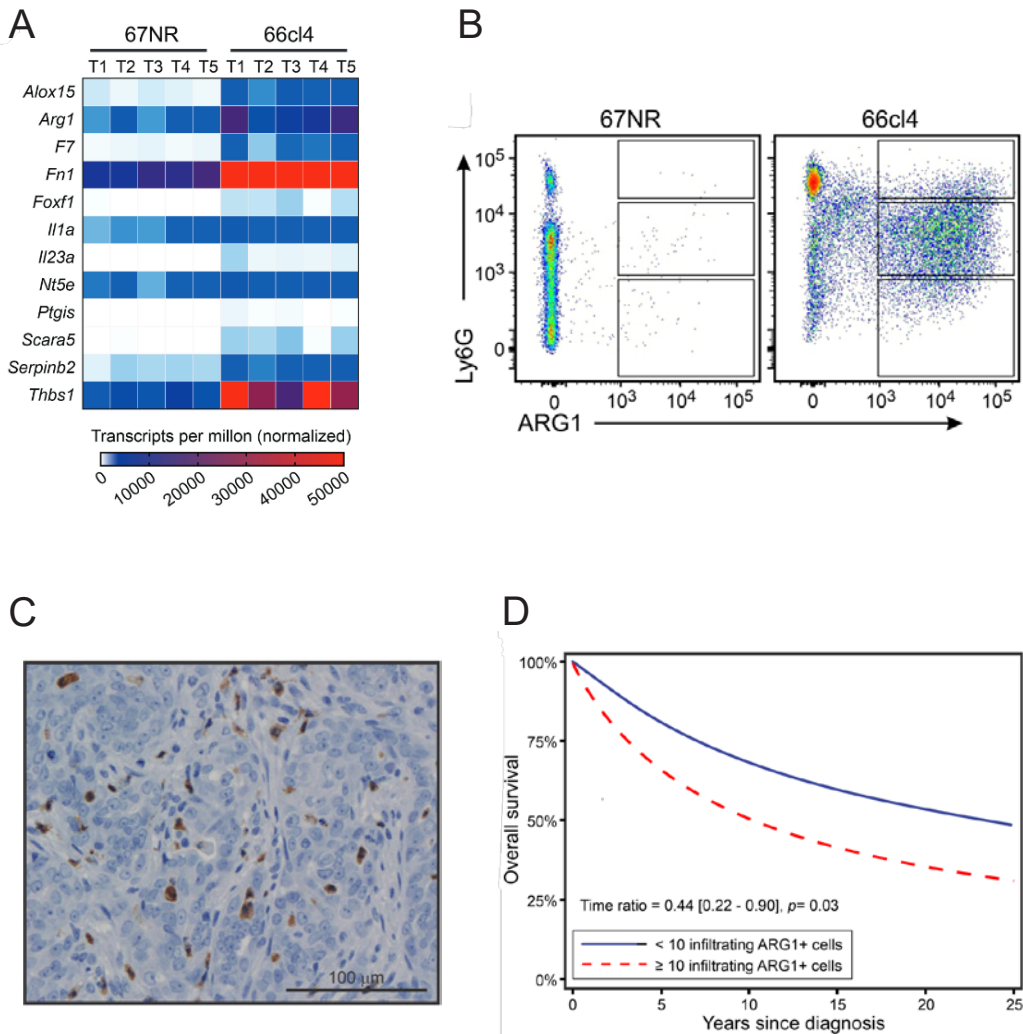 A
67NR 66cl4
T1 T2 T3 T4 T5 T1 T2 T3 T4 T5
Alox15
Arg1
F7
Fn1
Foxf1
Il1a
Il23a
Nt5e
Ptgis
Scara5
Serpinb2
Thbs1
Transcripts per millon (normalized)
0 10000 20000 30000 40000 50000
B
67NR 66cl4
10⁵
10⁴
10³
0
Ly6G
0 10³ 10⁴ 10⁵ 0 10³ 10⁴ 10⁵
ARG1
C
100 µm
D
100%
75%
50%
25%
0%
Overall survival
Time ratio = 0.44 [0.22 - 0.90], p= 0.03
< 10 infiltrating ARG1+ cells
≥ 10 infiltrating ARG1+ cells
0 5 10 15 20 25
Years since diagnosis